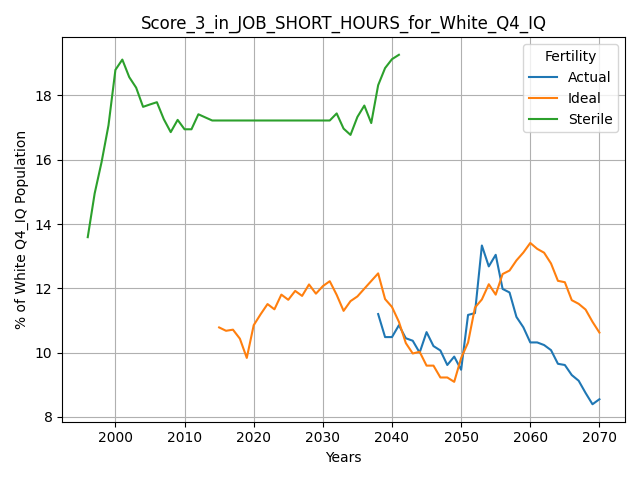 Score_3_in_JOB_SHORT_HOURS_for_White_Q4_IQ
% of White Q4_IQ Population
18
16
14
12
10
8
Fertility
Actual
Ideal
Sterile
2000 2010 2020 2030 2040 2050 2060 2070
Years